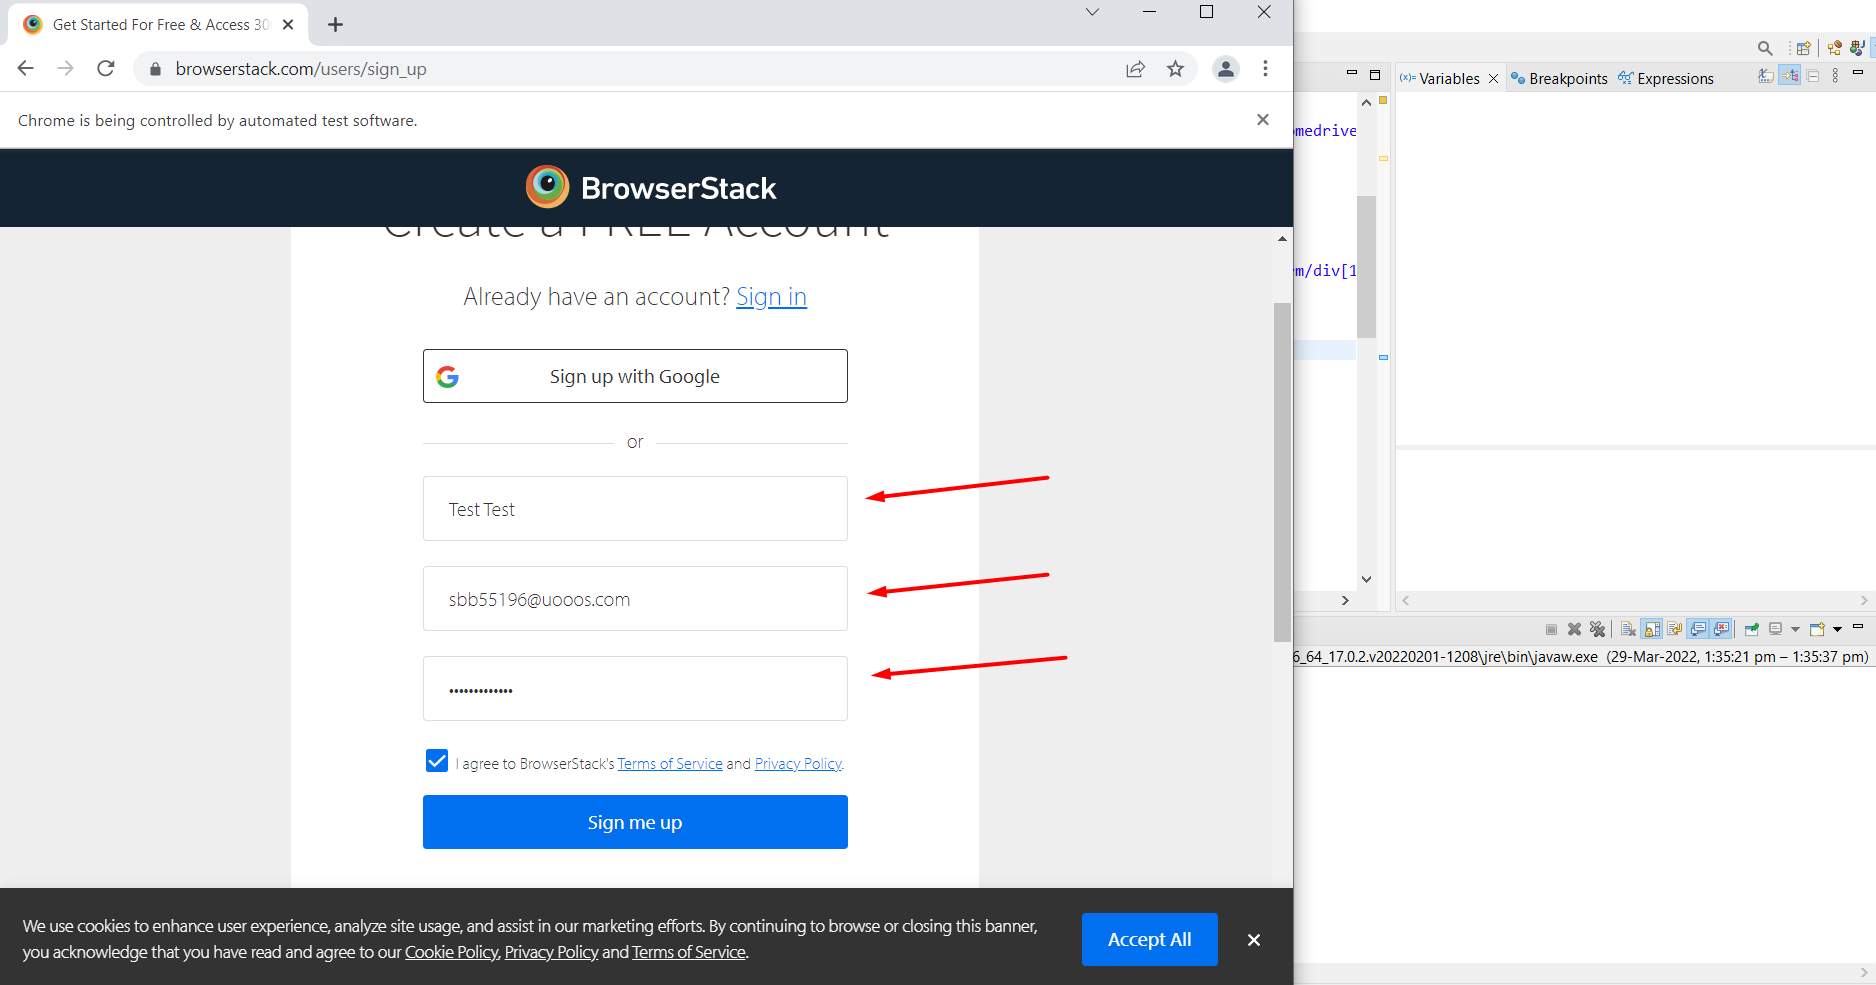 Get Started For Free & Access 30
browserstack.com/users/sign_up
Chrome is being controlled by automated test software.
BrowserStack
Create a FREE Account
Already have an account? Sign in
Sign up with Google
or
Test Test
sbb55196@uooos.com
•••••••••••••
I agree to BrowserStack's Terms of Service and Privacy Policy.
Sign me up
We use cookies to enhance user experience, analyze site usage, and assist in our marketing efforts. By continuing to browse or closing this banner,
you acknowledge that you have read and agree to our Cookie Policy, Privacy Policy and Terms of Service.
Accept All
(x)= Variables
Breakpoints
Expressions
omedrive
m/div[1
6_64_17.0.2.v20220201-1208\jre\bin\javaw.exe (29-Mar-2022, 1:35:21 pm – 1:35:37 pm)